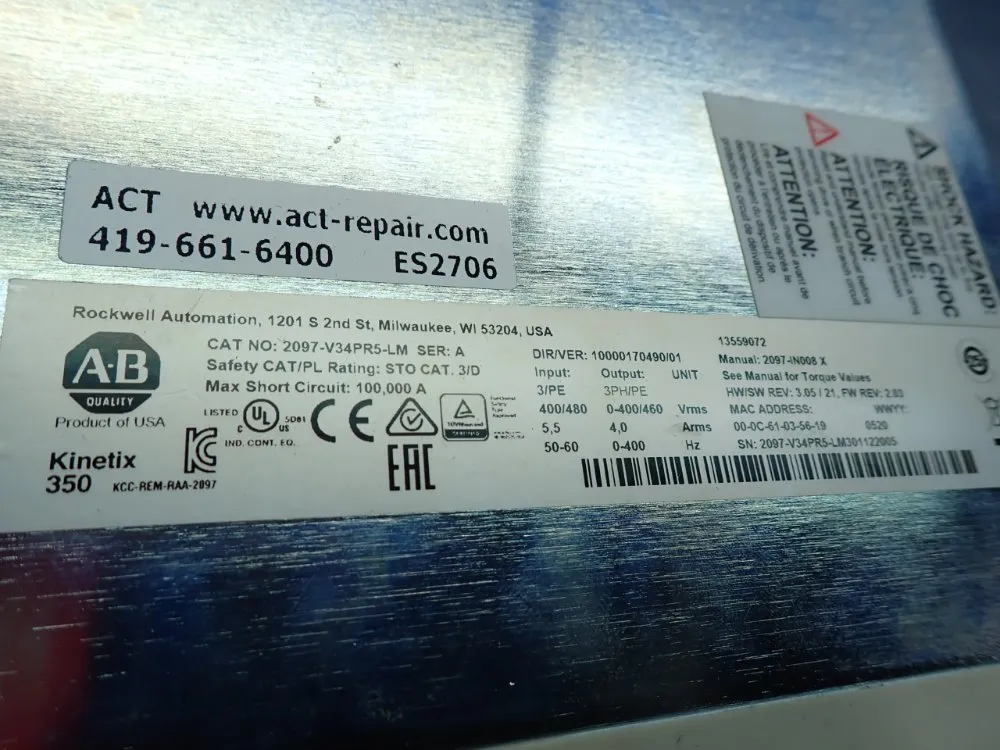 ACT www.act-repair.com
419-661-6400 ES2706
SHOCK HAZARD:
RISQUE DE CHOC
ÉLECTRIQUE:
ATTENTION:
ATTENTION:
Rockwell Automation, 1201 S 2nd St, Milwaukee, WI 53204, USA
A·B
QUALITY
Product of USA
Kinetix
350
KCC-REM-RAA-2097
CAT NO: 2097-V34PR5-LM SER: A
Safety CAT/PL Rating: STO CAT. 3/D
Max Short Circuit: 100,000 A
LISTED UL US 5D81
IND. CONT. EQ.
CE
EAC
DIR/VER: 10000170490/01
Input: Output: UNIT
3/PE 3PH/PE
400/480 0-400/460 Vrms
5,5 4,0 Arms
50-60 0-400 Hz
13559072
Manual: 2097-IN008 X
See Manual for Torque Values
HW/SW REV: 3.05 / 21, FW REV: 2.03
MAC ADDRESS: WWYY:
00-0C-61-03-56-19 0520
SN: 2097-V34PR5-LM301122005